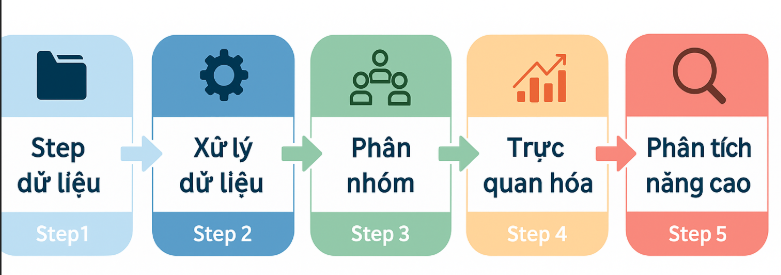 Step
dữ liệu
Step1
Xử lý
dữ liệu
Step 2
Phân
nhóm
Step 3
Trực
quan hóa
Step 4
Phân tích
năng cao
Step 5